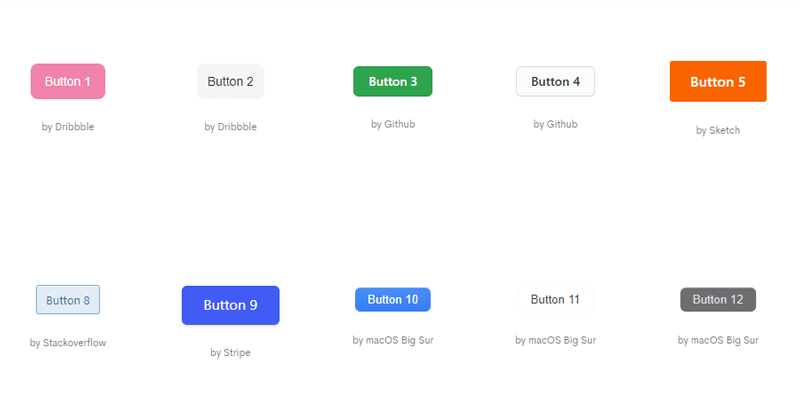 Button 1
Button 2
Button 3
Button 4
Button 5
by Dribbble
by Dribbble
by Github
by Github
by Sketch
Button 8
Button 9
Button 10
Button 11
Button 12
by Stackoverflow
by Stripe
by macOS Big Sur
by macOS Big Sur
by macOS Big Sur